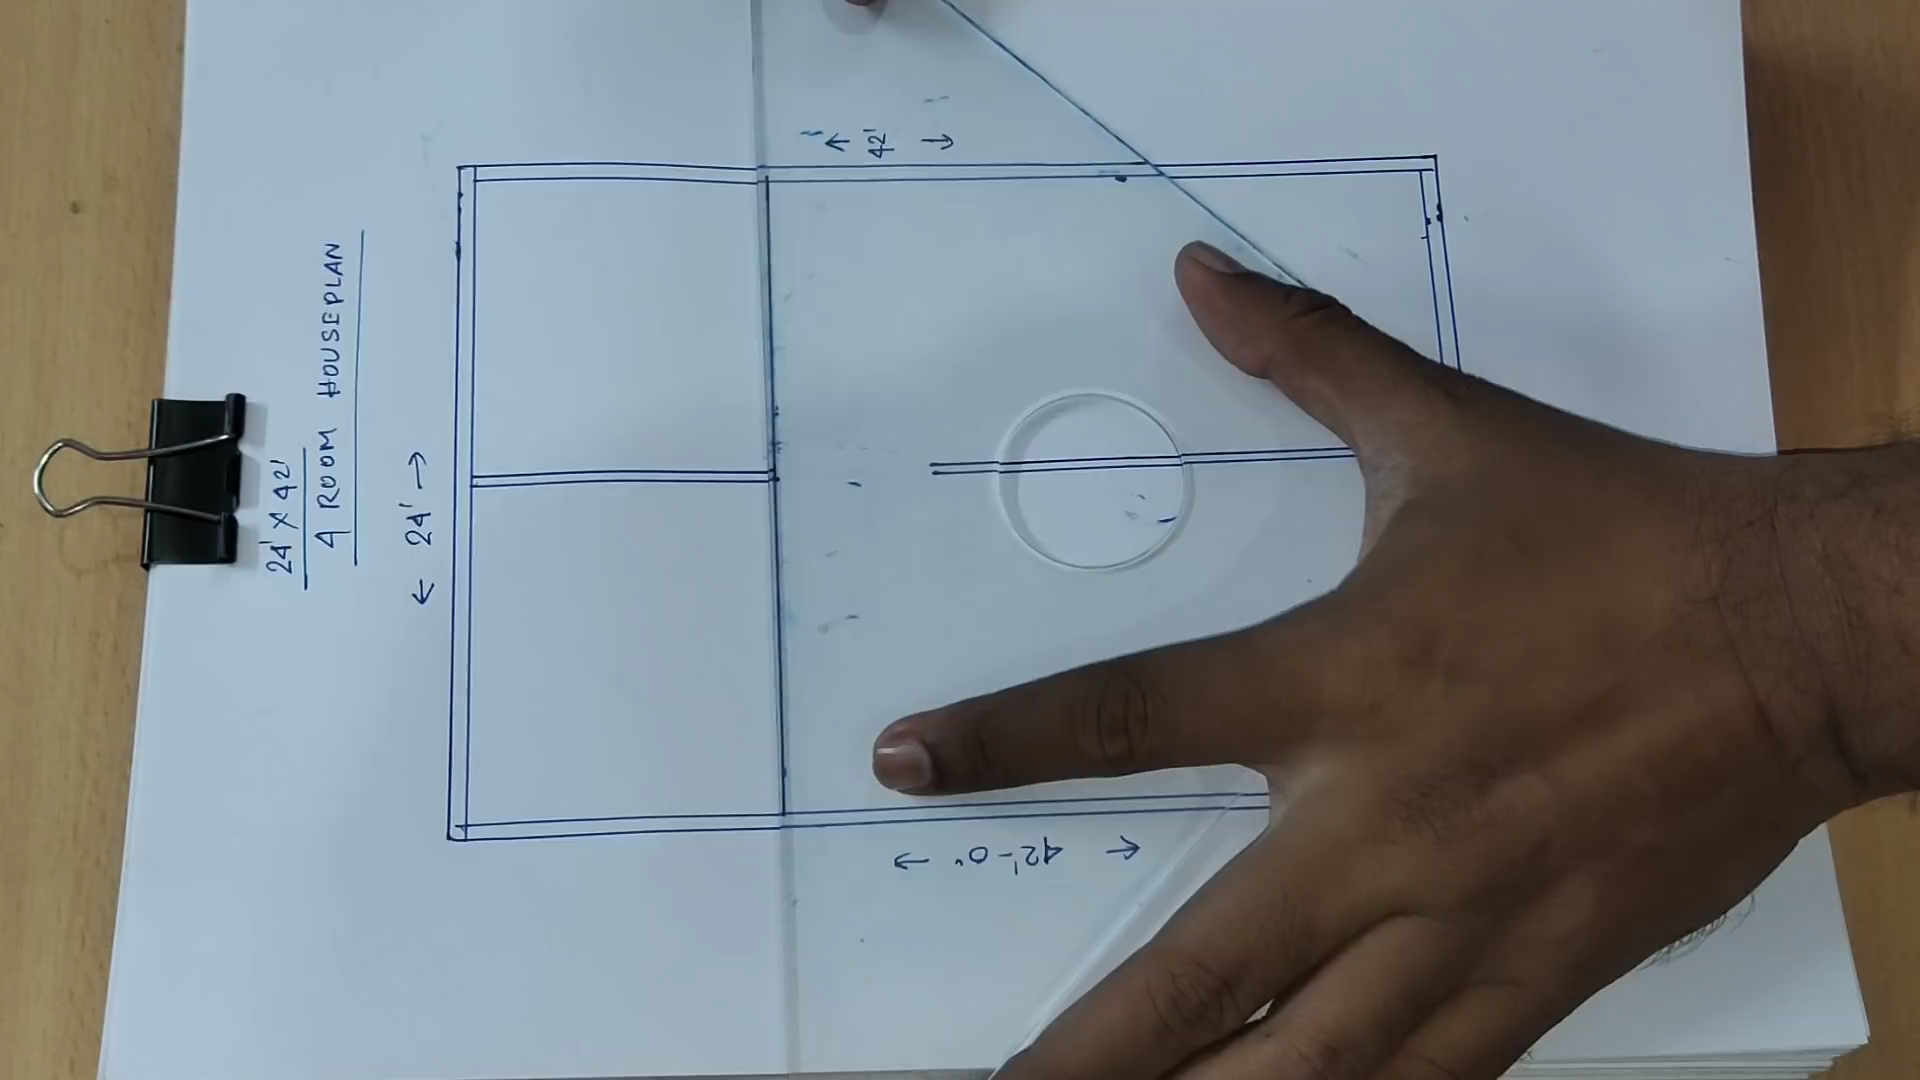 24' X 42'
4 ROOM HOUSEPLAN
← 24' →
← 42' →
← 42'-0" →